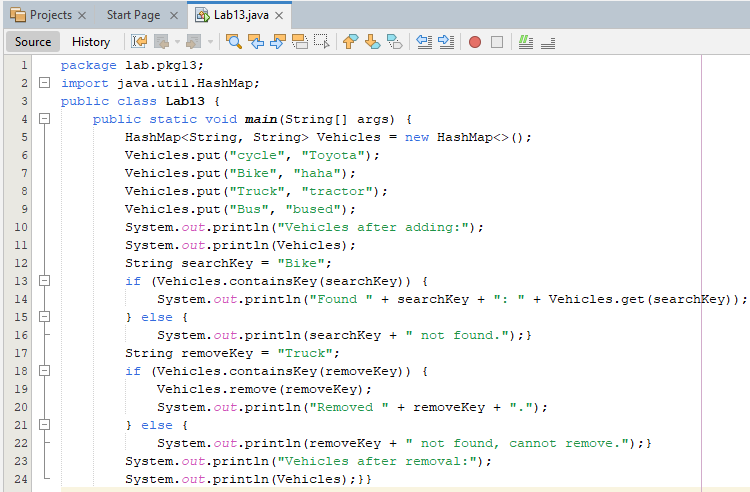 Projects × Start Page × Lab13.java ×
Source History
1 package lab.pkg13;
2 import java.util.HashMap;
3 public class Lab13 {
4 public static void main(String[] args) {
5 HashMap<String, String> Vehicles = new HashMap<>();
6 Vehicles.put("cycle", "Toyota");
7 Vehicles.put("Bike", "haha");
8 Vehicles.put("Truck", "tractor");
9 Vehicles.put("Bus", "bused");
10 System.out.println("Vehicles after adding:");
11 System.out.println(Vehicles);
12 String searchKey = "Bike";
13 if (Vehicles.containsKey(searchKey)) {
14 System.out.println("Found " + searchKey + ": " + Vehicles.get(searchKey));
15 } else {
16 System.out.println(searchKey + " not found.");}
17 String removeKey = "Truck";
18 if (Vehicles.containsKey(removeKey)) {
19 Vehicles.remove(removeKey);
20 System.out.println("Removed " + removeKey + ".");
21 } else {
22 System.out.println(removeKey + " not found, cannot remove.");}
23 System.out.println("Vehicles after removal:");
24 System.out.println(Vehicles);}}